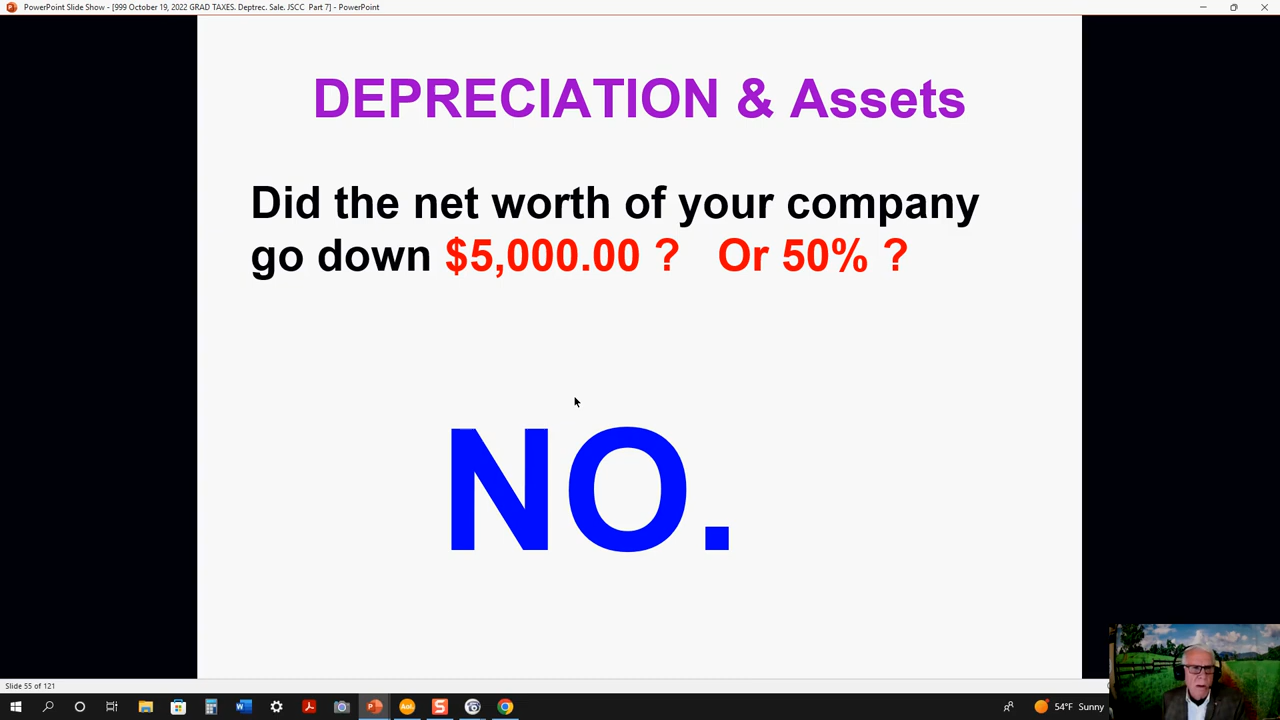 PowerPoint Slide Show - [999 October 19, 2022 GRAD TAXES. Deptrec. Sale. JSCC  Part 7] - PowerPoint
DEPRECIATION & Assets
Did the net worth of your company
go down $5,000.00 ?   Or 50% ?
NO.
Slide 55 of 121
54°F  Sunny